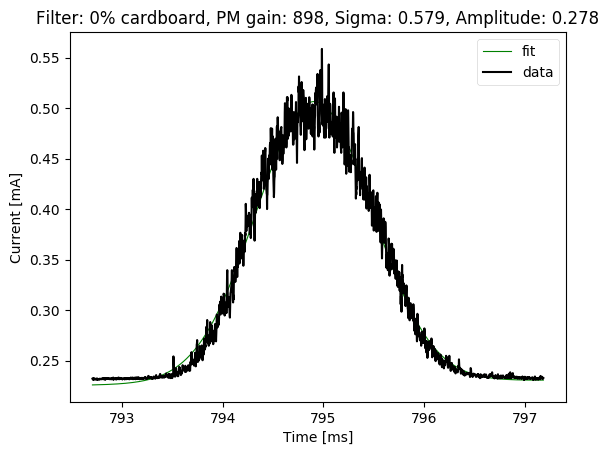 Filter: 0% cardboard, PM gain: 898, Sigma: 0.579, Amplitude: 0.278
fit
data
0.55
0.50
0.45
0.40
0.35
0.30
0.25
Current [mA]
793
794
795
796
797
Time [ms]